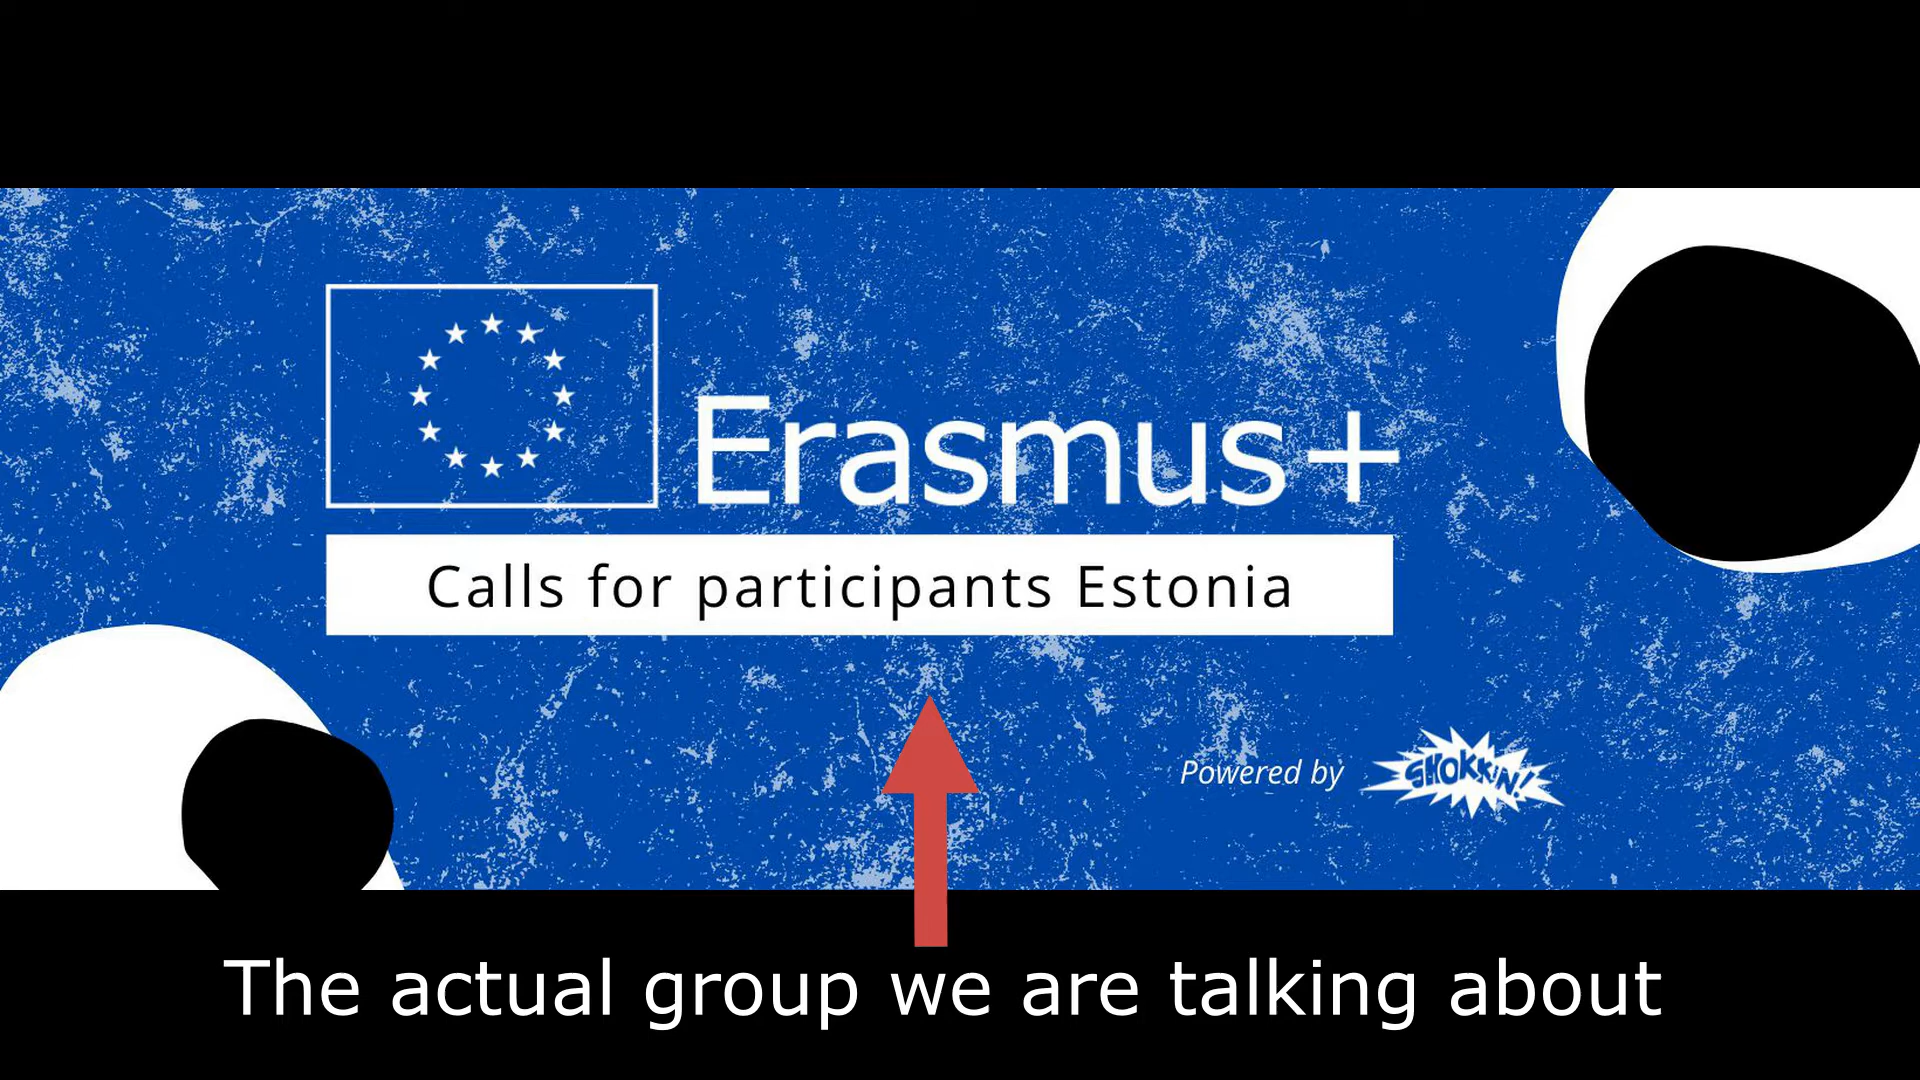 Erasmus+
Calls for participants Estonia
Powered by SHOKKIN!
The actual group we are talking about